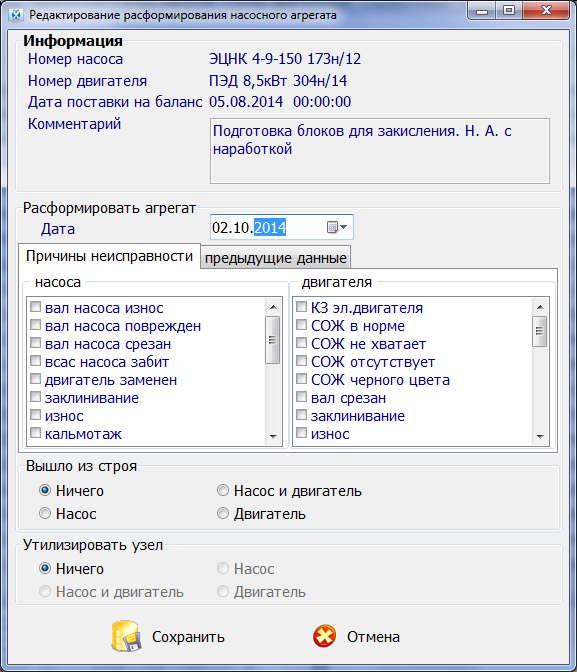 Редактирование расформирования насосного агрегата
Информация
Номер насоса ЭЦНК 4-9-150 173н/12
Номер двигателя ПЭД 8,5кВт 304н/14
Дата поставки на баланс 05.08.2014 00:00:00
Комментарий
Подготовка блоков для закисления. Н. А. с
наработкой
Расформировать агрегат
Дата 02.10.2014
Причины неисправности предыдущие данные
насоса
вал насоса износ
вал насоса поврежден
вал насоса срезан
всас насоса забит
двигатель заменен
заклинивание
износ
кальмотаж
двигателя
КЗ эл.двигателя
СОЖ в норме
СОЖ не хватает
СОЖ отсутствует
СОЖ черного цвета
вал срезан
заклинивание
износ
Вышло из строя
Ничего Насос и двигатель
Насос Двигатель
Утилизировать узел
Ничего Насос
Насос и двигатель Двигатель
Сохранить Отмена